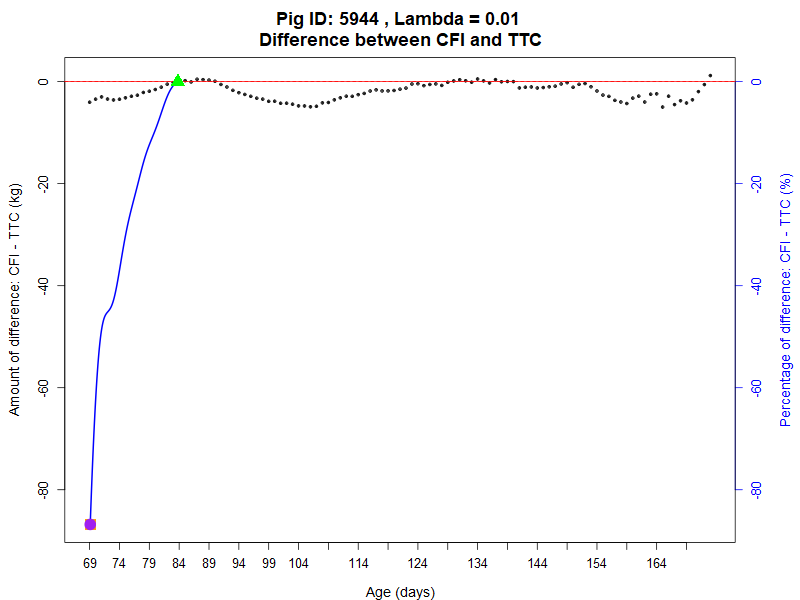 Pig ID: 5944 , Lambda = 0.01
Difference between CFI and TTC
Amount of difference: CFI - TTC (kg)
0
-20
-40
-60
-80
0
-20
-40
-60
-80
Percentage of difference: CFI - TTC (%)
69 74 79 84 89 94 99 104 114 124 134 144 154 164
Age (days)